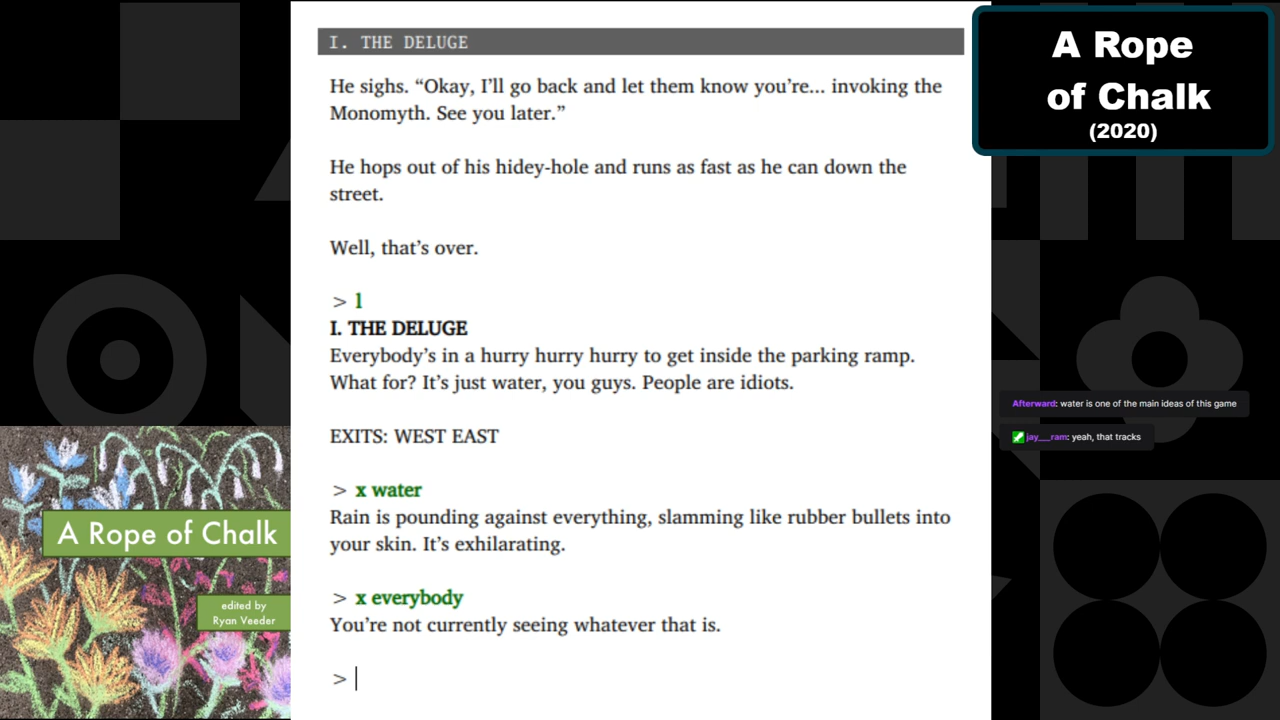 I. THE DELUGE
He sighs. “Okay, I’ll go back and let them know you’re... invoking the
Monomyth. See you later.”
He hops out of his hidey-hole and runs as fast as he can down the
street.
Well, that’s over.
> l
I. THE DELUGE
Everybody’s in a hurry hurry hurry to get inside the parking ramp.
What for? It’s just water, you guys. People are idiots.
EXITS: WEST EAST
> x water
Rain is pounding against everything, slamming like rubber bullets into
your skin. It’s exhilarating.
> x everybody
You’re not currently seeing whatever that is.
>
A Rope
of Chalk
(2020)
Afterward: water is one of the main ideas of this game
jay__ram: yeah, that tracks
A Rope of Chalk
edited by
Ryan Veeder